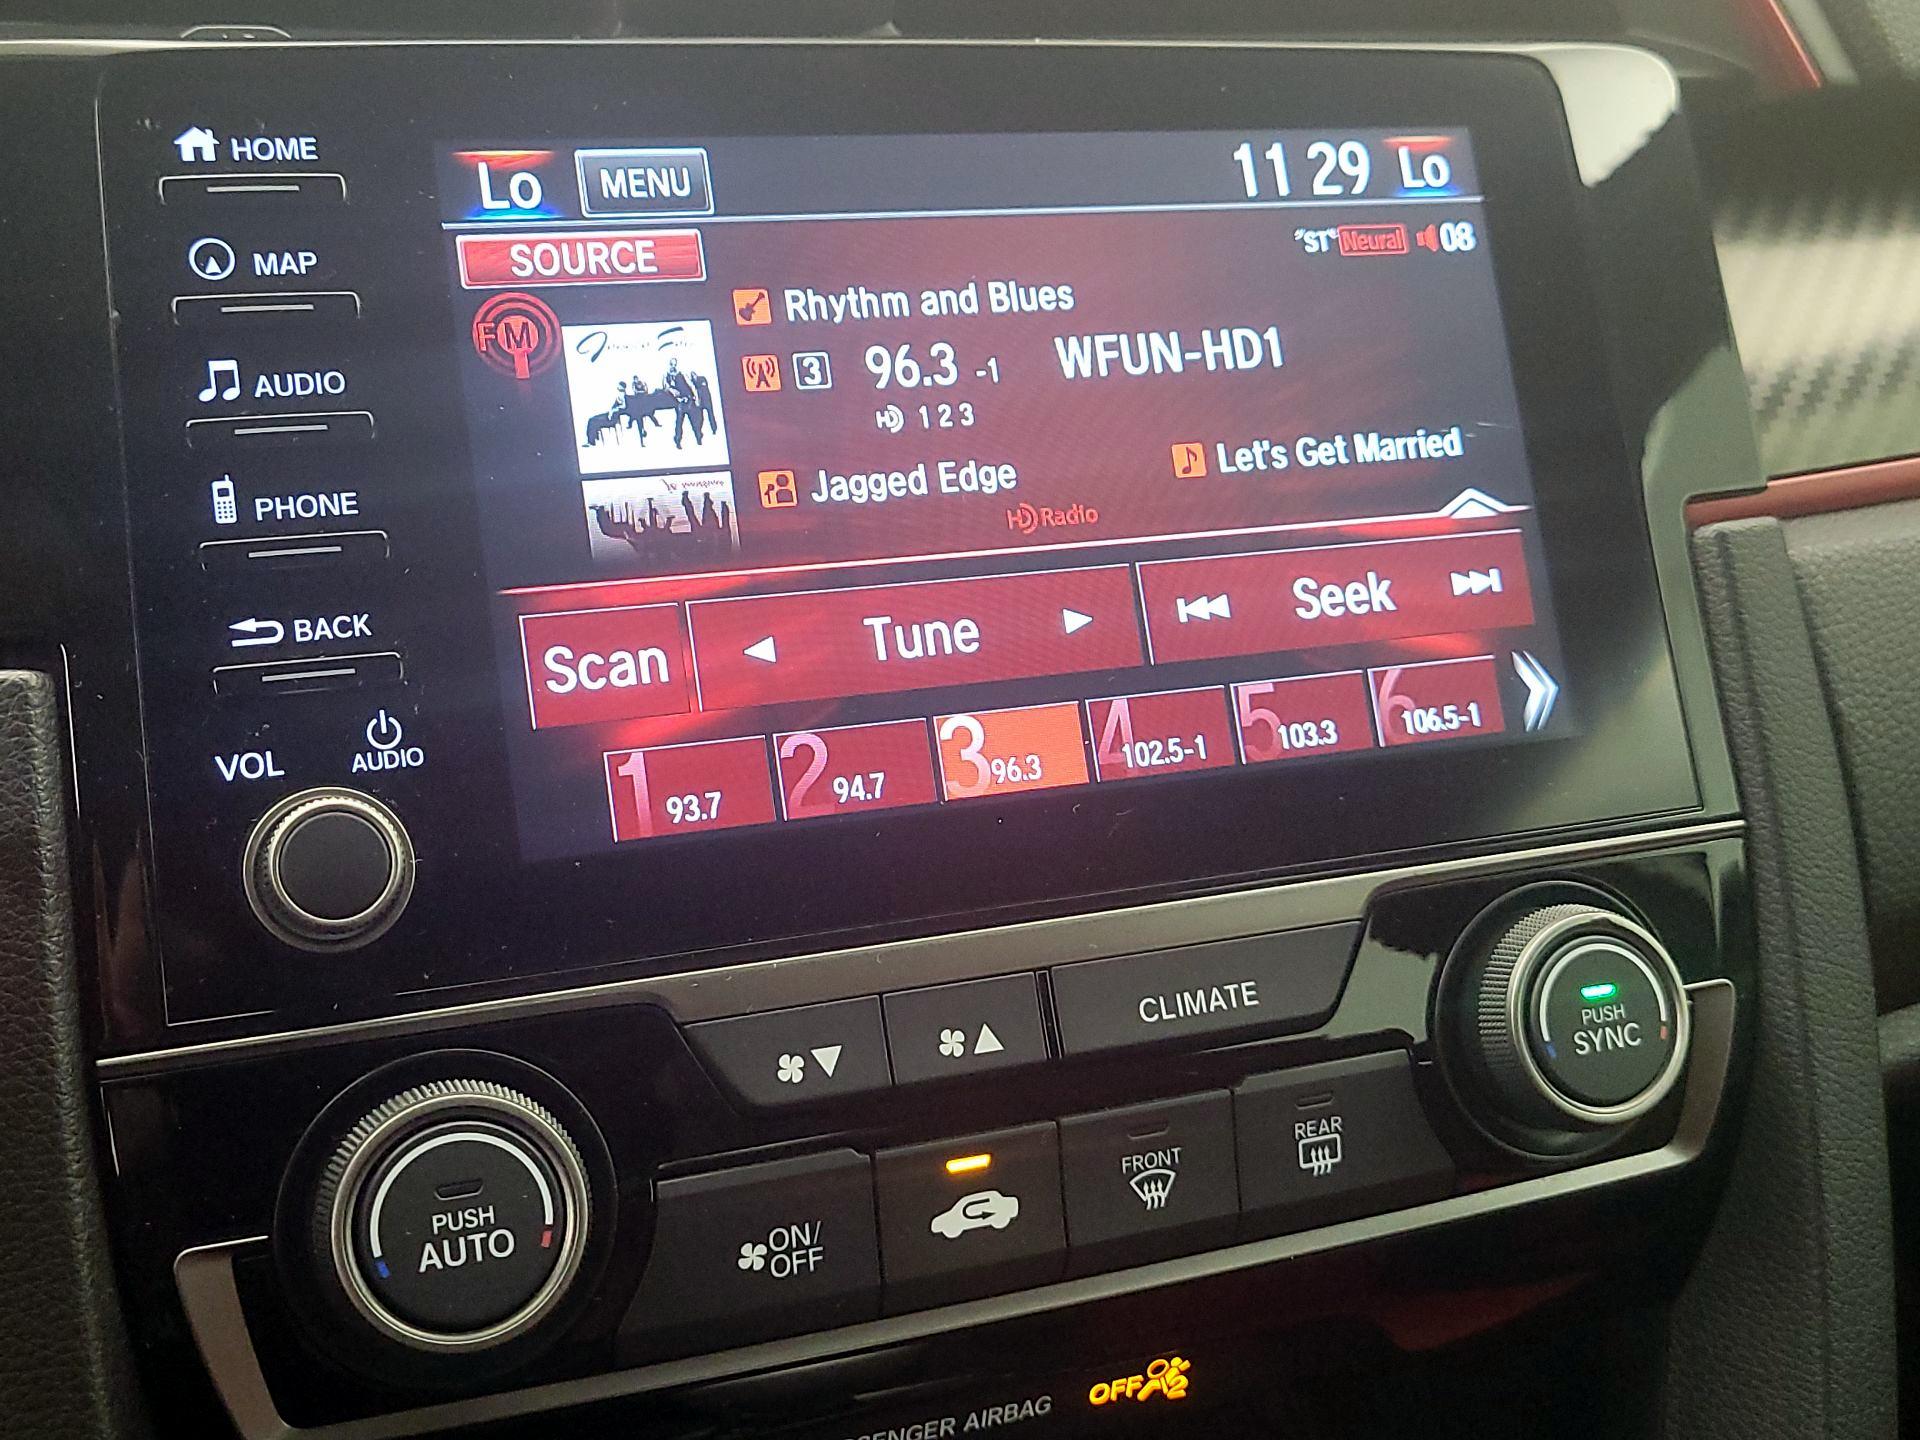 HOME
MAP
AUDIO
PHONE
BACK
VOL
AUDIO
Lo MENU 11 29 Lo
SOURCE
"ST" Neural 08
FM
Rhythm and Blues
3 96.3 -1 WFUN-HD1
HD 1 2 3
Jagged Edge Let's Get Married
HD Radio
Scan Tune Seek
1 93.7
2 94.7
3 96.3
4 102.5-1
5 103.3
6 106.5-1
CLIMATE
PUSH
SYNC
PUSH
AUTO
ON/
OFF
FRONT
REAR
AIRBAG
OFF 2